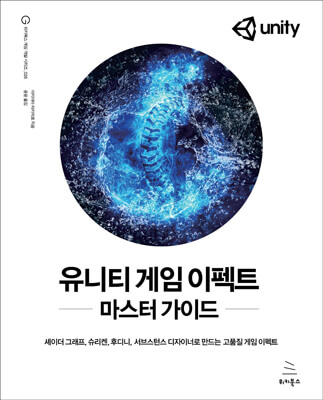 unity
유니티 게임 이펙트
마스터 가이드
셰이더 그래프, 슈리켄, 후디니, 서브스턴스 디자이너로 만드는 고품질 게임 이펙트
위키북스